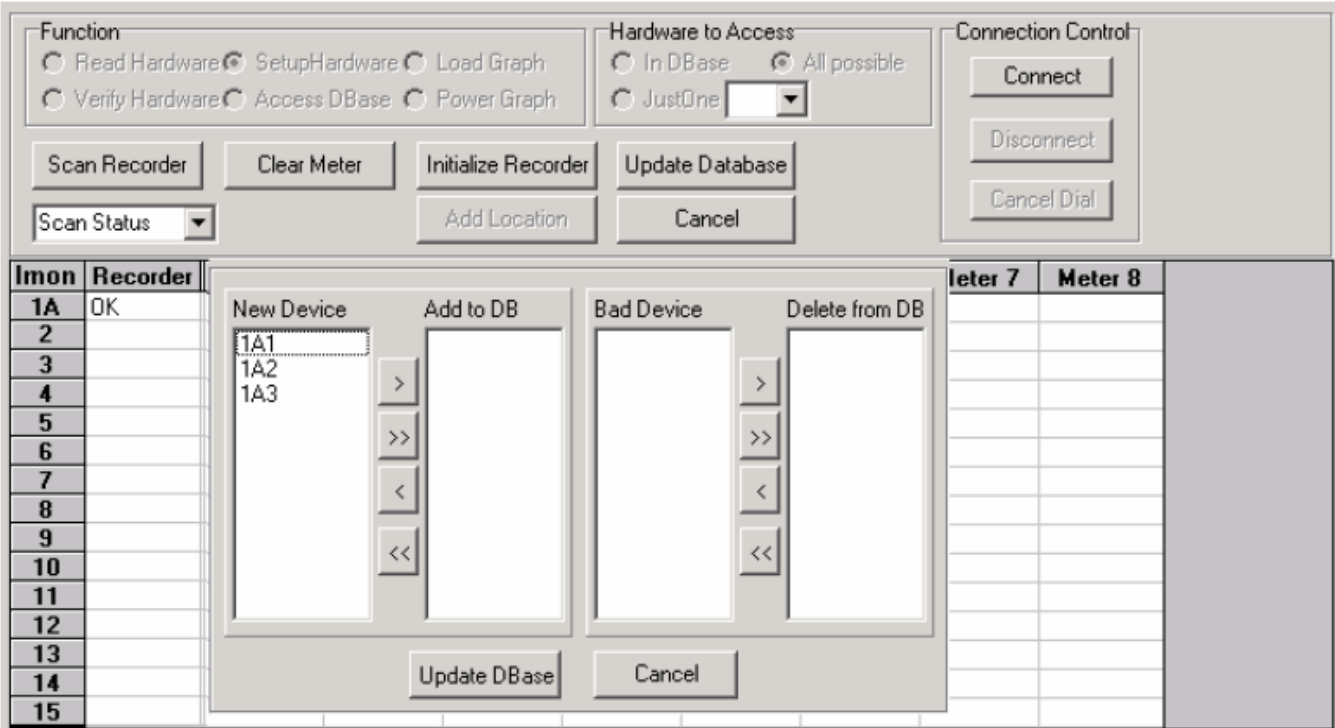 Function
Read Hardware SetupHardware Load Graph
Verify Hardware Access DBase Power Graph
Hardware to Access
In DBase All possible
JustOne
Connection Control
Connect
Disconnect
Cancel Dial
Scan Recorder Clear Meter Initialize Recorder Update Database
Scan Status Add Location Cancel
Imon Recorder leter 7 Meter 8
1A OK
2
3
4
5
6
7
8
9
10
11
12
13
14
15
New Device Add to DB Bad Device Delete from DB
1A1
1A2
1A3
> >
>> >>
< <
<< <<
Update DBase Cancel